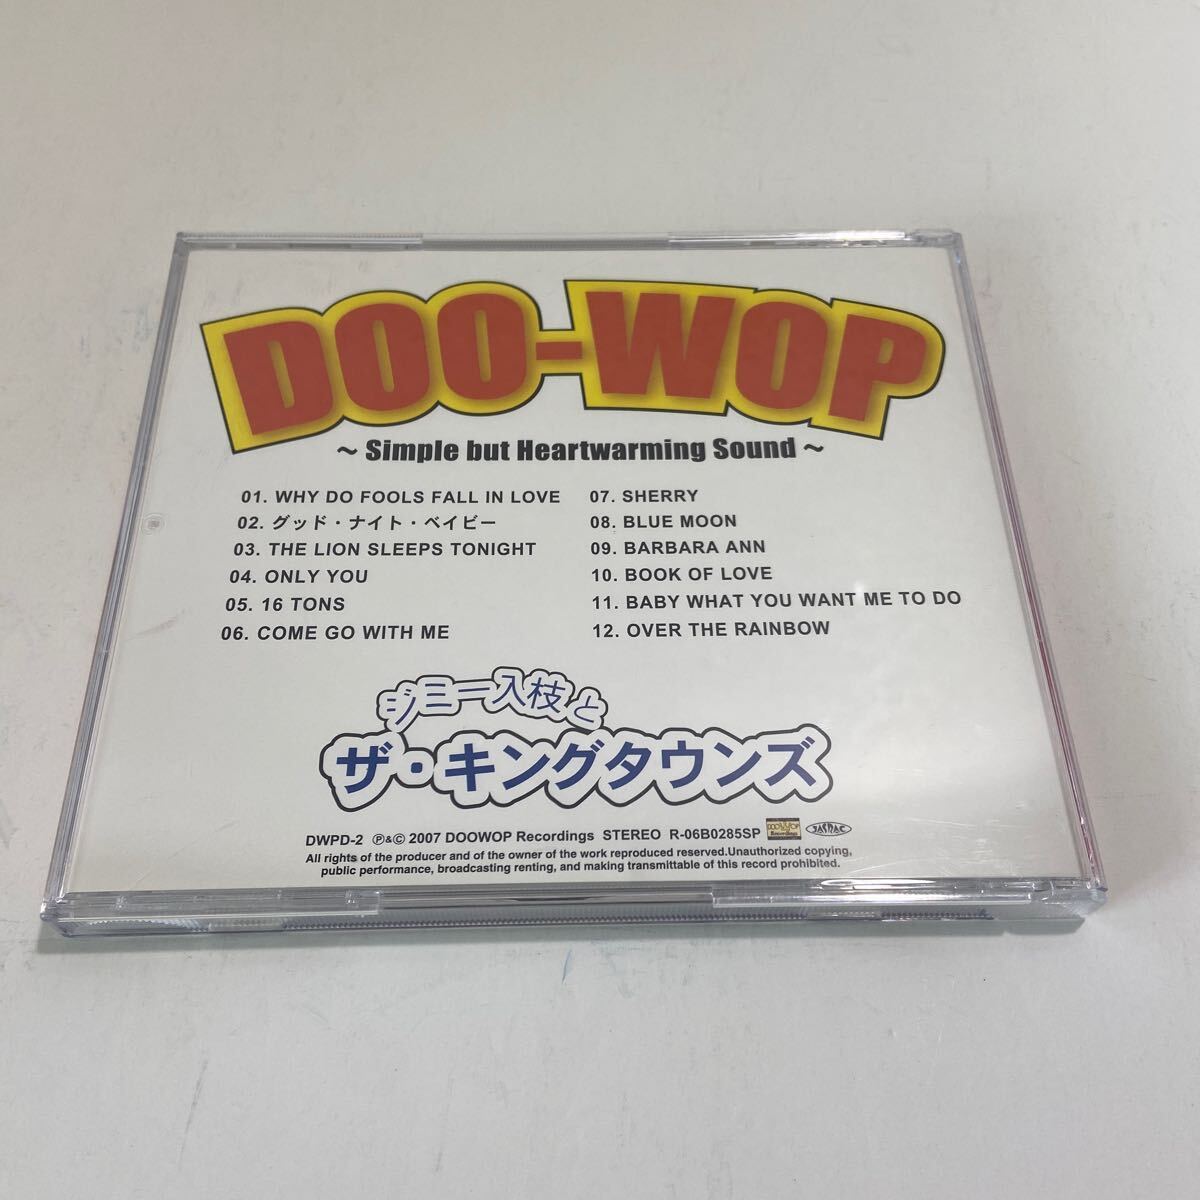 DOO-WOP
~ Simple but Heartwarming Sound ~
01. WHY DO FOOLS FALL IN LOVE
02. グッド・ナイト・ベイビー
03. THE LION SLEEPS TONIGHT
04. ONLY YOU
05. 16 TONS
06. COME GO WITH ME
07. SHERRY
08. BLUE MOON
09. BARBARA ANN
10. BOOK OF LOVE
11. BABY WHAT YOU WANT ME TO DO
12. OVER THE RAINBOW
ジミー入枝と
ザ・キングタウンズ
DWPD-2 ℗&© 2007 DOOWOP Recordings STEREO R-06B0285SP DOOWOP Recordings JASRAC
All rights of the producer and of the owner of the work reproduced reserved.Unauthorized copying,
public performance, broadcasting renting, and making transmittable of this record prohibited.